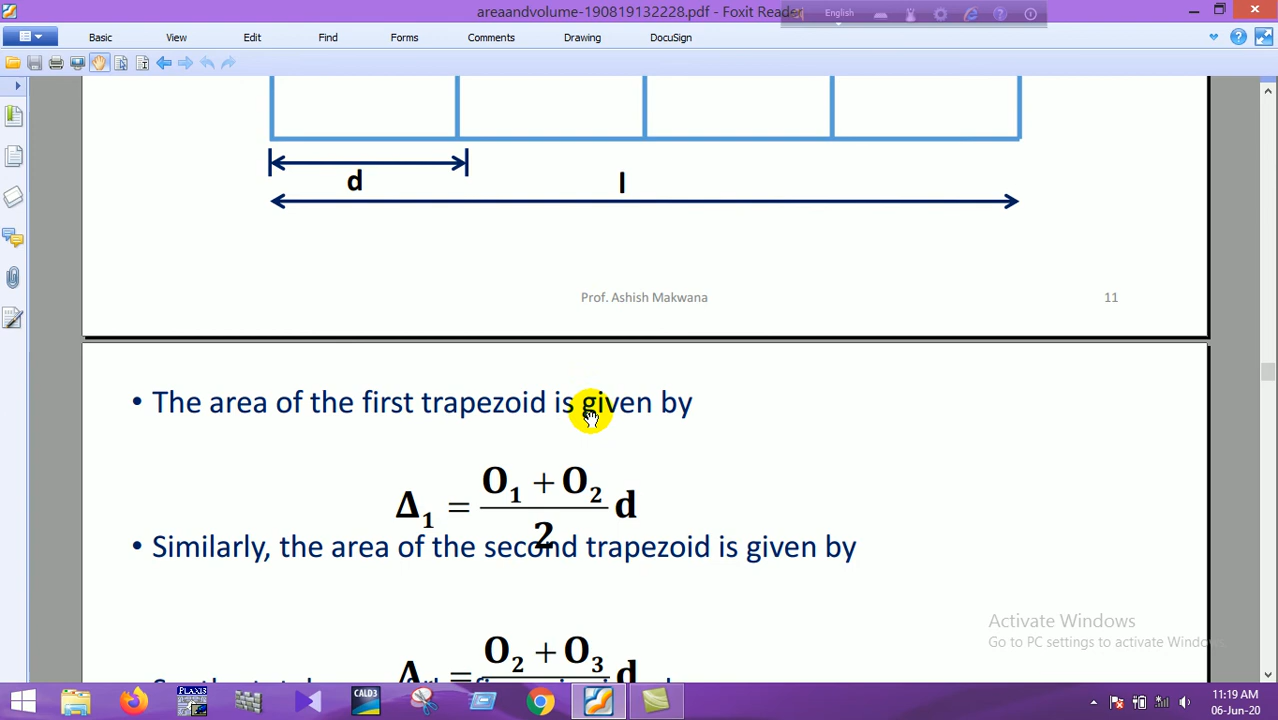 areaandvolume-190819132228.pdf - Foxit Reader
English
Basic View Edit Find Forms Comments Drawing DocuSign
d
l
Prof. Ashish Makwana
11
• The area of the first trapezoid is given by
Δ₁ = (O₁ + O₂)/2 d
• Similarly, the area of the second trapezoid is given by
O₂ + O₃ d
Activate Windows
Go to PC settings to activate Windows.
PLAXIS
CALD3
11:19 AM
06-Jun-20